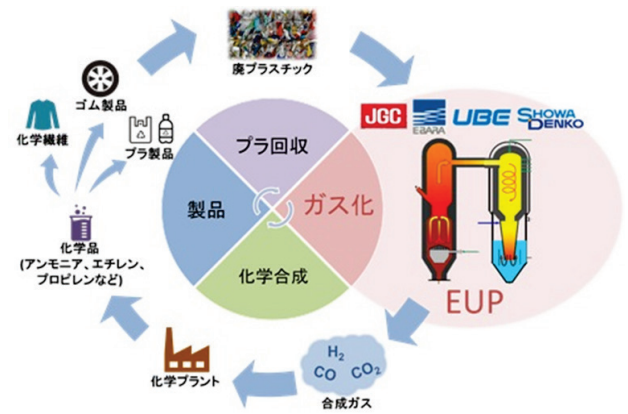 廃プラスチック
ゴム製品
化学繊維
プラ製品
JGC
EBARA
UBE
SHOWA
DENKO
プラ回収
製品
ガス化
化学合成
化学品
(アンモニア、エチレン、
プロピレンなど)
EUP
H2
CO
CO2
化学プラント
合成ガス